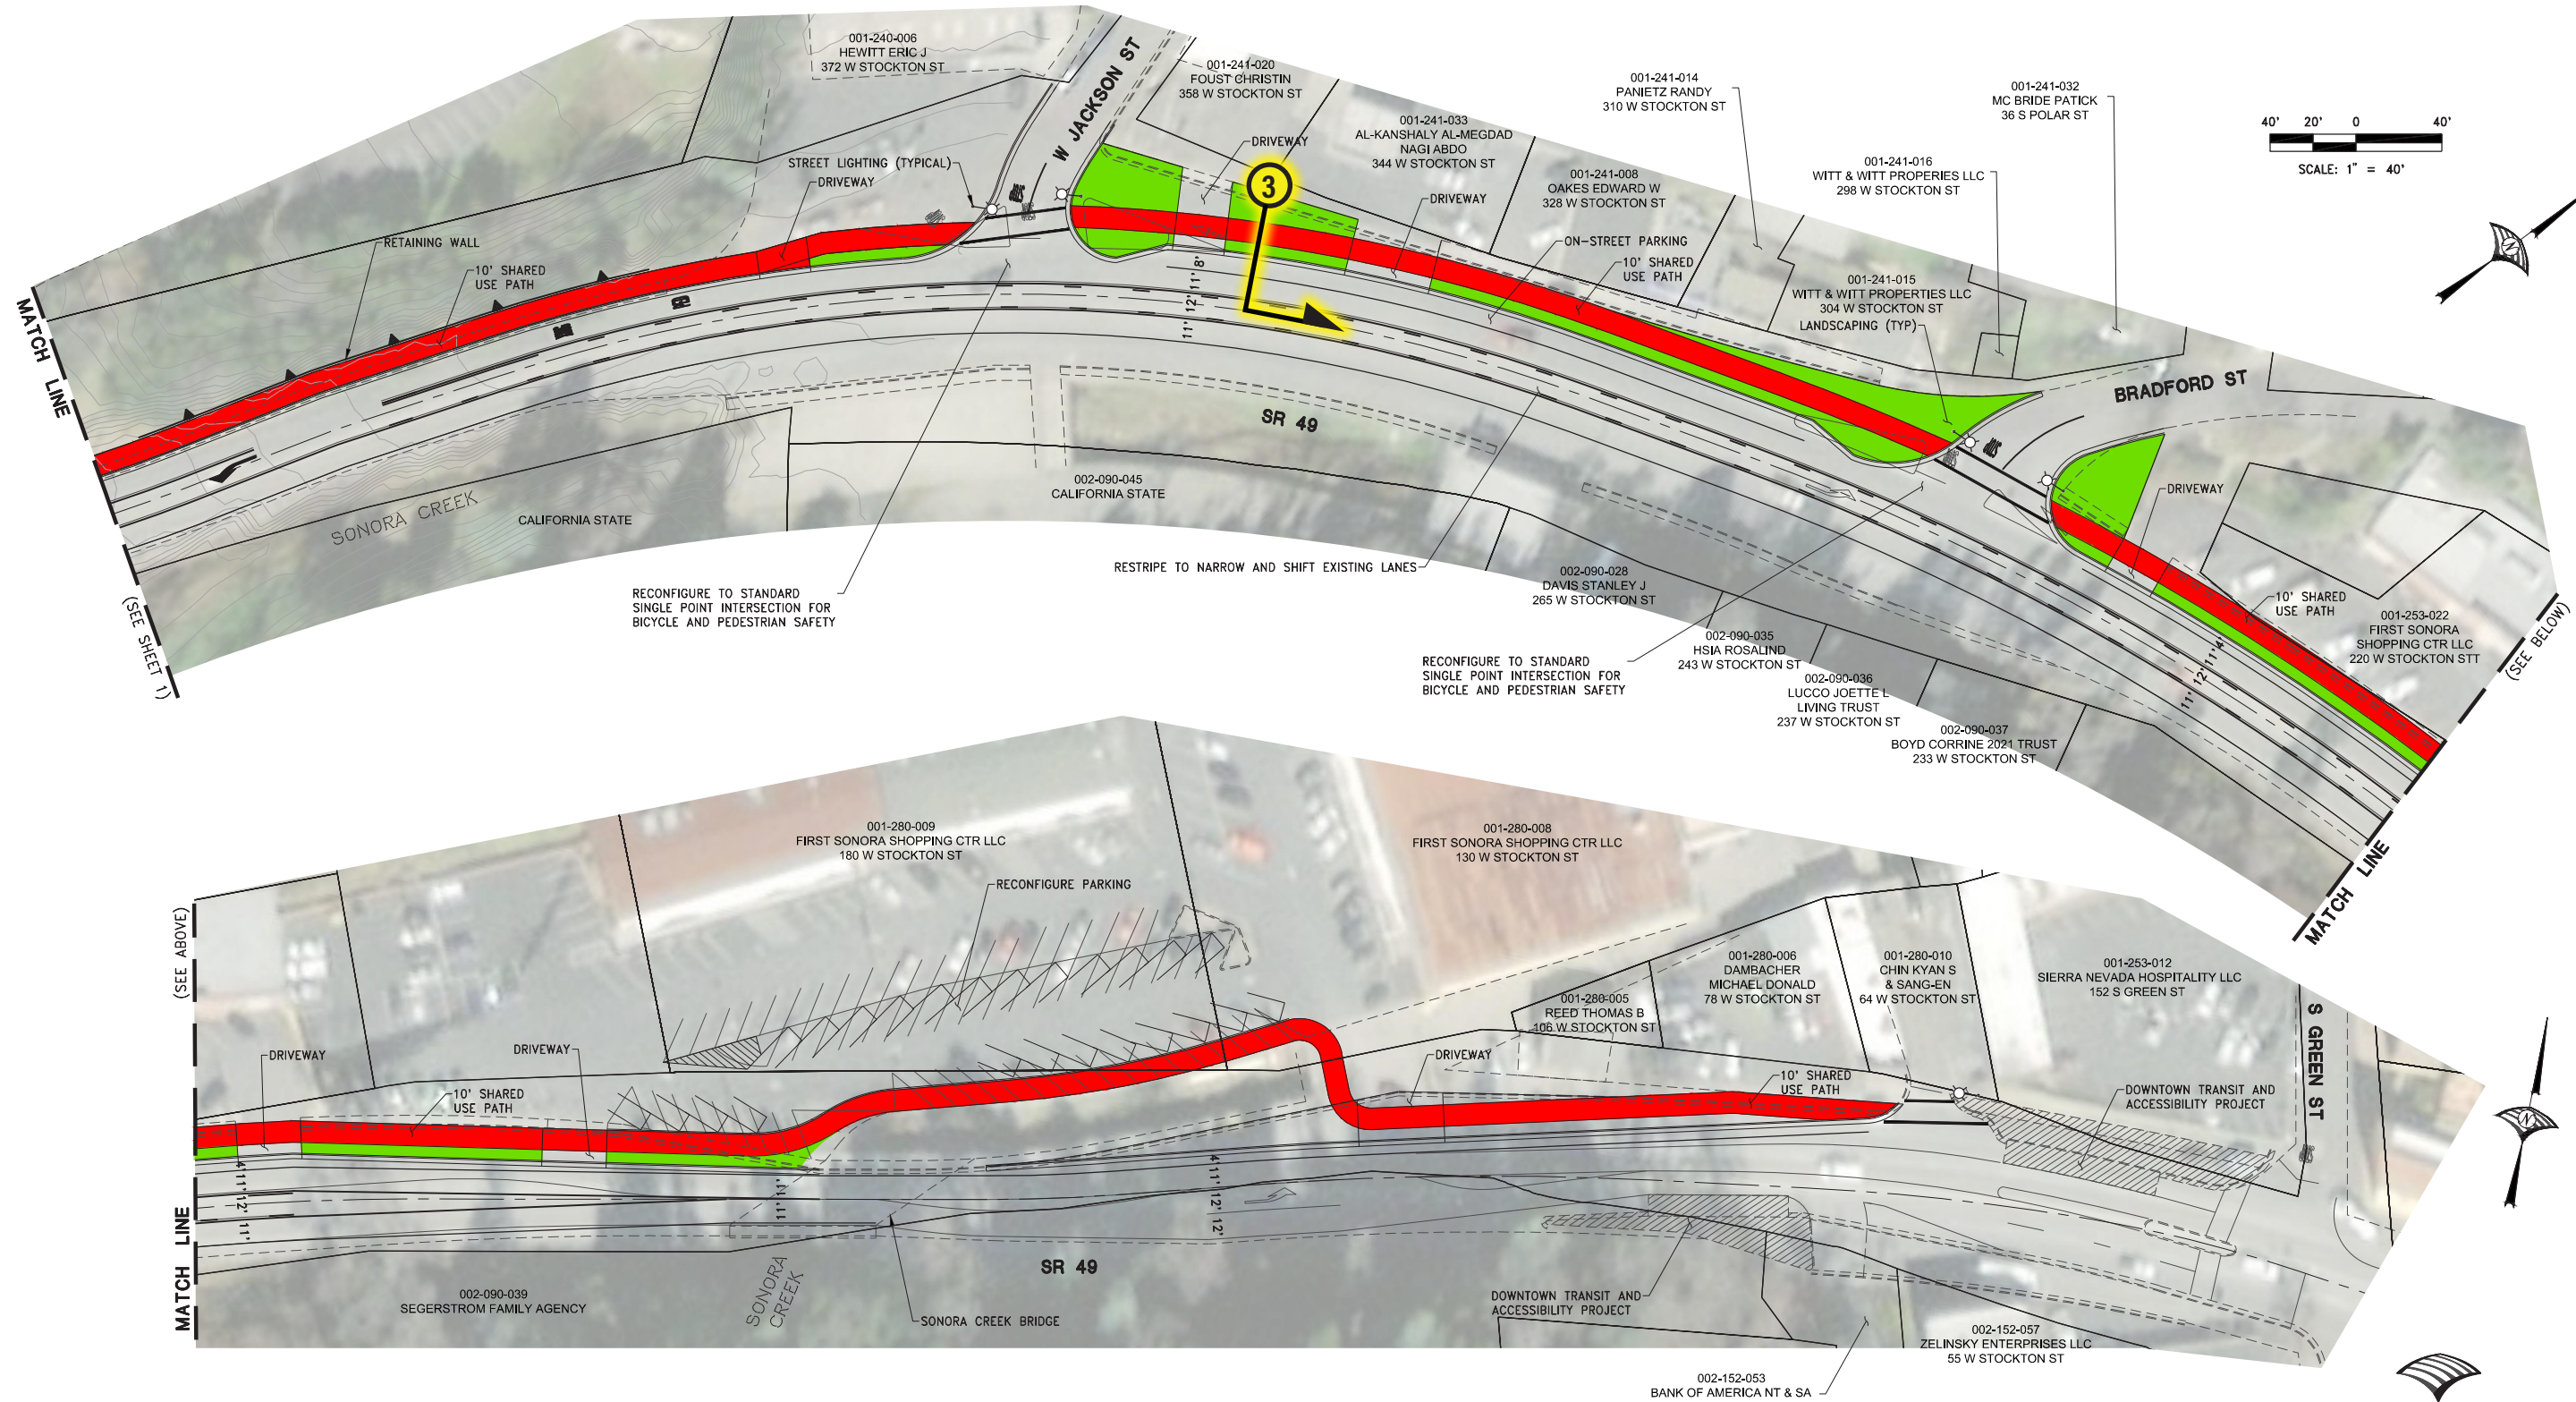 001-240-006
HEWITT ERIC J
372 W STOCKTON ST
W JACKSON ST
001-241-020
FOUST CHRISTIN
358 W STOCKTON ST
DRIVEWAY
001-241-033
AL-KANSHALY AL-MEGDAD
NAGI ABDO
344 W STOCKTON ST
001-241-014
PANIETZ RANDY
310 W STOCKTON ST
001-241-032
MC BRIDE PATICK
36 S POLAR ST
40' 20' 0 40'
SCALE: 1" = 40'
STREET LIGHTING (TYPICAL)
DRIVEWAY
3
001-241-008
OAKES EDWARD W
328 W STOCKTON ST
DRIVEWAY
001-241-016
WITT & WITT PROPERIES LLC
298 W STOCKTON ST
N
RETAINING WALL
10' SHARED
USE PATH
ON-STREET PARKING
10' SHARED
USE PATH
001-241-015
WITT & WITT PROPERTIES LLC
304 W STOCKTON ST
LANDSCAPING (TYP)
MATCH LINE
(SEE SHEET 1)
11' 12' 11' 8'
BRADFORD ST
SR 49
DRIVEWAY
002-090-045
CALIFORNIA STATE
SONORA CREEK
CALIFORNIA STATE
RESTRIPE TO NARROW AND SHIFT EXISTING LANES
002-090-028
DAVIS STANLEY J
265 W STOCKTON ST
RECONFIGURE TO STANDARD
SINGLE POINT INTERSECTION FOR
BICYCLE AND PEDESTRIAN SAFETY
10' SHARED
USE PATH
001-253-022
FIRST SONORA
SHOPPING CTR LLC
220 W STOCKTON STT
002-090-035
HSIA ROSALIND
243 W STOCKTON ST
RECONFIGURE TO STANDARD
SINGLE POINT INTERSECTION FOR
BICYCLE AND PEDESTRIAN SAFETY
002-090-036
LUCCO JOETTE L
LIVING TRUST
237 W STOCKTON ST
11' 12' 11' 4'
002-090-037
BOYD CORRINE 2021 TRUST
233 W STOCKTON ST
(SEE BELOW)
MATCH LINE
001-280-009
FIRST SONORA SHOPPING CTR LLC
180 W STOCKTON ST
001-280-008
FIRST SONORA SHOPPING CTR LLC
130 W STOCKTON ST
RECONFIGURE PARKING
(SEE ABOVE)
MATCH LINE
001-280-006
DAMBACHER
MICHAEL DONALD
78 W STOCKTON ST
001-280-010
CHIN KYAN S
& SANG-EN
64 W STOCKTON ST
001-253-012
SIERRA NEVADA HOSPITALITY LLC
152 S GREEN ST
001-280-005
REED THOMAS B
106 W STOCKTON ST
S GREEN ST
DRIVEWAY
DRIVEWAY
DRIVEWAY
10' SHARED
USE PATH
10' SHARED
USE PATH
DOWNTOWN TRANSIT AND
ACCESSIBILITY PROJECT
N
4' 11' 12' 11'
11' 11'
4' 11' 12' 12'
SR 49
SONORA
CREEK
002-090-039
SEGERSTROM FAMILY AGENCY
SONORA CREEK BRIDGE
DOWNTOWN TRANSIT AND
ACCESSIBILITY PROJECT
002-152-057
ZELINSKY ENTERPRISES LLC
55 W STOCKTON ST
002-152-053
BANK OF AMERICA NT & SA